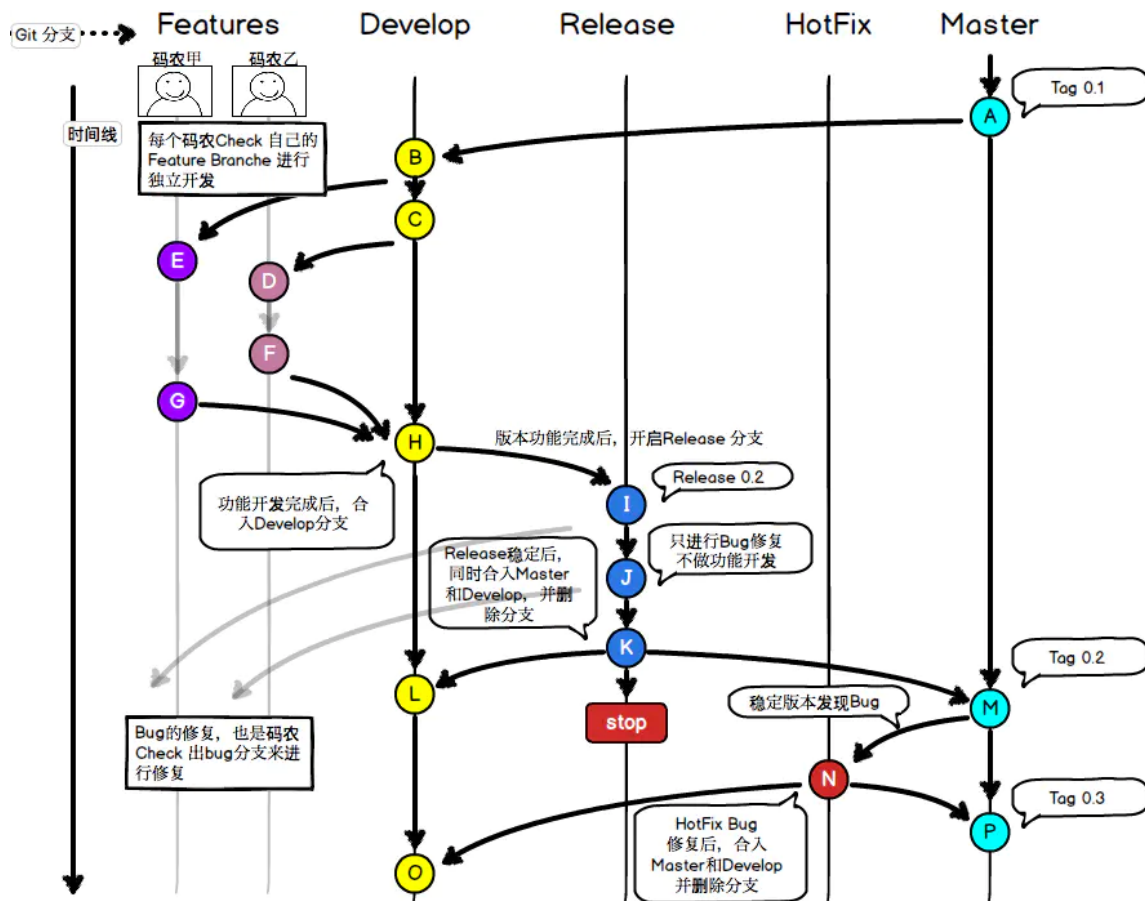 Git 分支
Features
Develop
Release
HotFix
Master
码农甲
码农乙
时间线
Tag 0.1
A
每个码农Check 自己的
Feature Branche 进行
独立开发
B
C
E
D
F
G
H
版本功能完成后，开启Release 分支
Release 0.2
I
功能开发完成后，合
入Develop分支
只进行Bug修复
不做功能开发
J
Release稳定后，
同时合入Master
和Develop，并删
除分支
K
Tag 0.2
L
M
稳定版本发现Bug
stop
Bug的修复，也是码农
Check 出bug分支来进
行修复
N
Tag 0.3
P
HotFix Bug
修复后，合入
Master和Develop
并删除分支
O